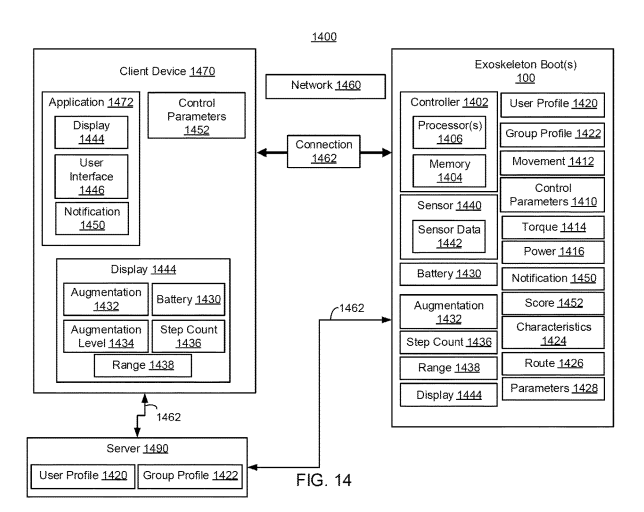 1400
Client Device 1470
Application 1472
Display
1444
User
Interface
1446
Notification
1450
Control
Parameters
1452
Display 1444
Augmentation
1432
Battery 1430
Augmentation
Level 1434
Step Count
1436
Range 1438
Network 1460
Connection
1462
Exoskeleton Boot(s)
100
Controller 1402
Processor(s)
1406
Memory
1404
Sensor 1440
Sensor Data
1442
Battery 1430
Augmentation
1432
Step Count 1436
Range 1438
Display 1444
User Profile 1420
Group Profile 1422
Movement 1412
Control
Parameters 1410
Torque 1414
Power 1416
Notification 1450
Score 1452
Characteristics
1424
Route 1426
Parameters 1428
1462
1462
Server 1490
User Profile 1420
Group Profile 1422
FIG. 14